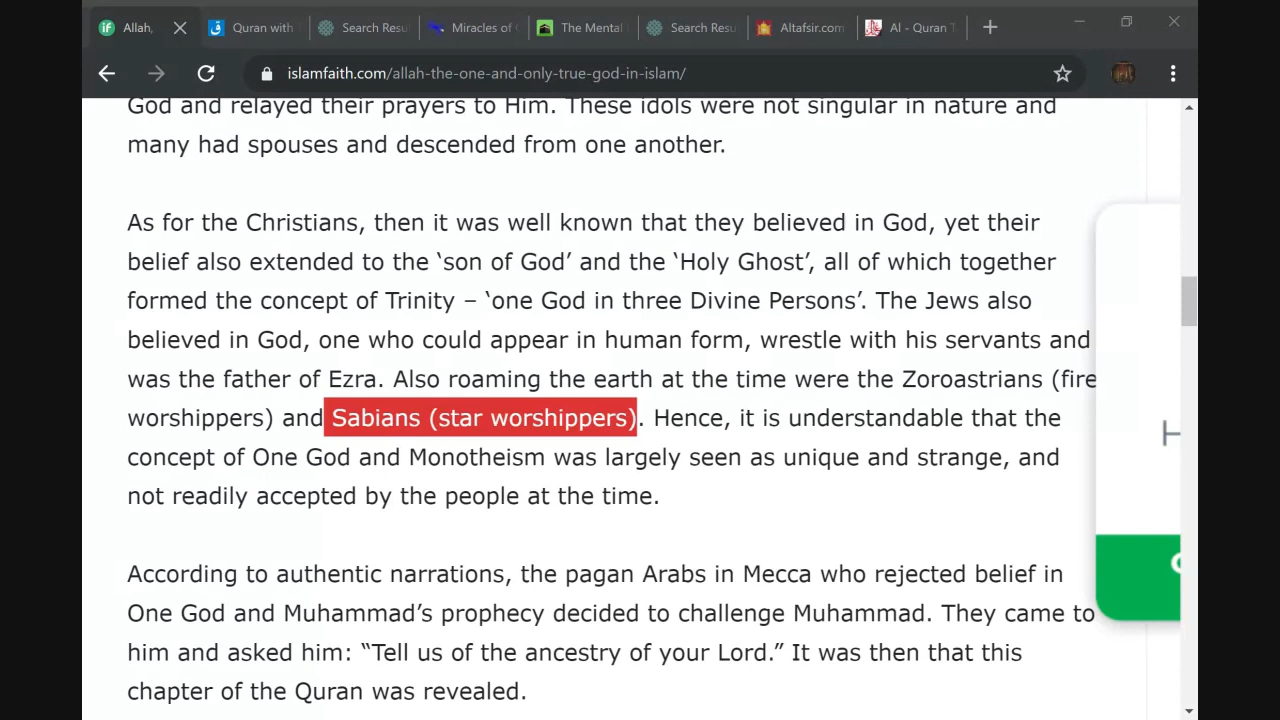 Allah,
Quran with
Search Resu
Miracles of
The Mental
Search Resu
Altafsir.com
Al - Quran T
islamfaith.com/allah-the-one-and-only-true-god-in-islam/
God and relayed their prayers to Him. These idols were not singular in nature and
many had spouses and descended from one another.
As for the Christians, then it was well known that they believed in God, yet their
belief also extended to the ‘son of God’ and the ‘Holy Ghost’, all of which together
formed the concept of Trinity – ‘one God in three Divine Persons’. The Jews also
believed in God, one who could appear in human form, wrestle with his servants and
was the father of Ezra. Also roaming the earth at the time were the Zoroastrians (fire
worshippers) and Sabians (star worshippers). Hence, it is understandable that the
concept of One God and Monotheism was largely seen as unique and strange, and
not readily accepted by the people at the time.
According to authentic narrations, the pagan Arabs in Mecca who rejected belief in
One God and Muhammad’s prophecy decided to challenge Muhammad. They came to
him and asked him: “Tell us of the ancestry of your Lord.” It was then that this
chapter of the Quran was revealed.